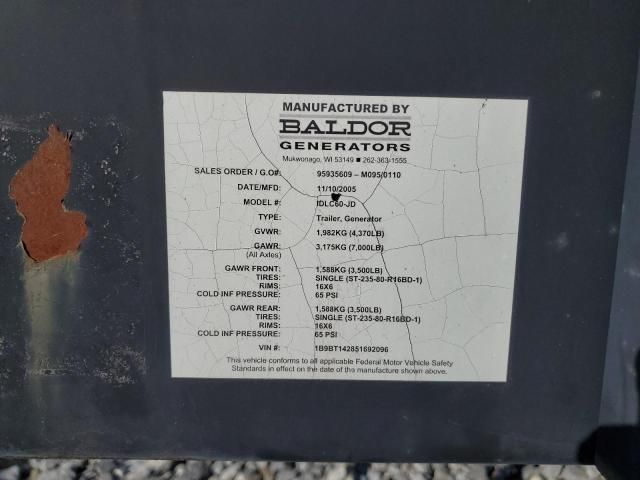 MANUFACTURED BY
BALDOR
GENERATORS
Mukwonago, WI 53149 ■ 262-363-1555
SALES ORDER / G.O#: 95935609 – M095/0110
DATE/MFD: 11/10/2005
MODEL #: IDLC60-JD
TYPE: Trailer, Generator
GVWR: 1,982KG (4,370LB)
GAWR: 3,175KG (7,000LB)
(All Axles)
GAWR FRONT: 1,588KG (3,500LB)
TIRES: SINGLE (ST-235-80-R16BD-1)
RIMS: 16X6
COLD INF PRESSURE: 65 PSI
GAWR REAR: 1,588KG (3,500LB)
TIRES: SINGLE (ST-235-80-R16BD-1)
RIMS: 16X6
COLD INF PRESSURE: 65 PSI
VIN #: 1B9BT142851692096
This vehicle conforms to all applicable Federal Motor Vehicle Safety
Standards in effect on the date of the manufacture shown above.